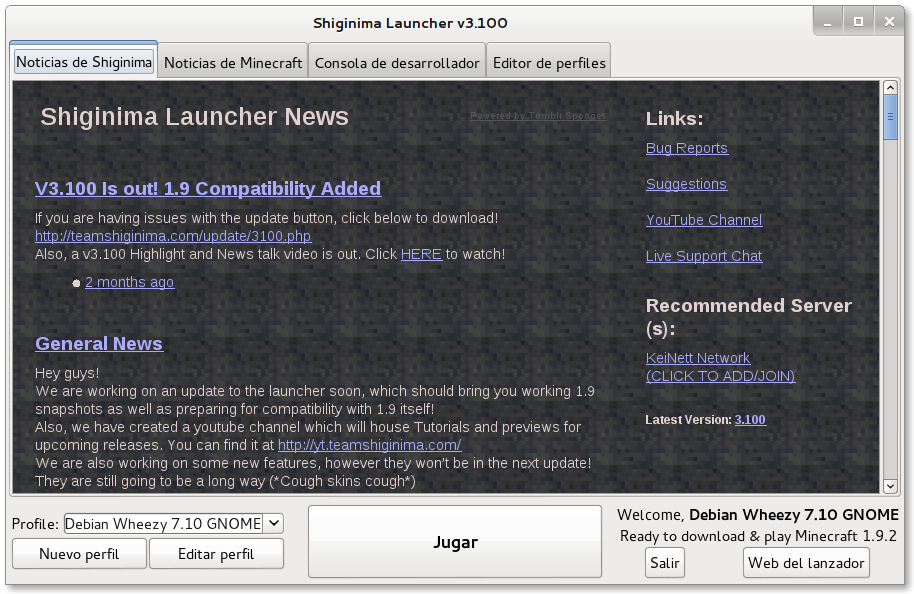 Shiginima Launcher v3.100
Noticias de Shiginima
Noticias de Minecraft
Consola de desarrollador
Editor de perfiles
Shiginima Launcher News
Powered by Tumblr Sponget
V3.100 Is out! 1.9 Compatibility Added
If you are having issues with the update button, click below to download!
http://teamshiginima.com/update/3100.php
Also, a v3.100 Highlight and News talk video is out. Click HERE to watch!
2 months ago
General News
Hey guys!
We are working on an update to the launcher soon, which should bring you working 1.9
snapshots as well as preparing for compatibility with 1.9 itself!
Also, we have created a youtube channel which will house Tutorials and previews for
upcoming releases. You can find it at http://yt.teamshiginima.com/
We are also working on some new features, however they won't be in the next update!
They are still going to be a long way (*Cough skins cough*)
Links:
Bug Reports
Suggestions
YouTube Channel
Live Support Chat
Recommended Server
(s):
KeiNett Network
(CLICK TO ADD/JOIN)
Latest Version: 3.100
Profile: Debian Wheezy 7.10 GNOME
Nuevo perfil
Editar perfil
Jugar
Welcome, Debian Wheezy 7.10 GNOME
Ready to download & play Minecraft 1.9.2
Salir
Web del lanzador